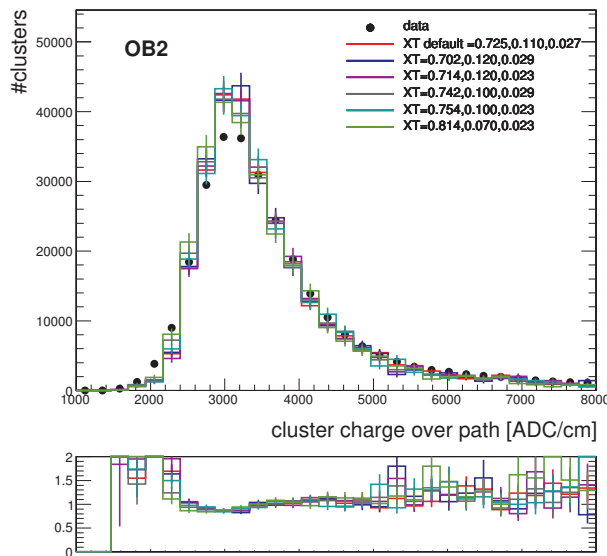 #clusters
50000
40000
30000
20000
10000
0
OB2
data
XT default =0.725,0.110,0.027
XT=0.702,0.120,0.029
XT=0.714,0.120,0.023
XT=0.742,0.100,0.029
XT=0.754,0.100,0.023
XT=0.814,0.070,0.023
1000 2000 3000 4000 5000 6000 7000 8000
cluster charge over path [ADC/cm]
2
1.5
1
0.5
0